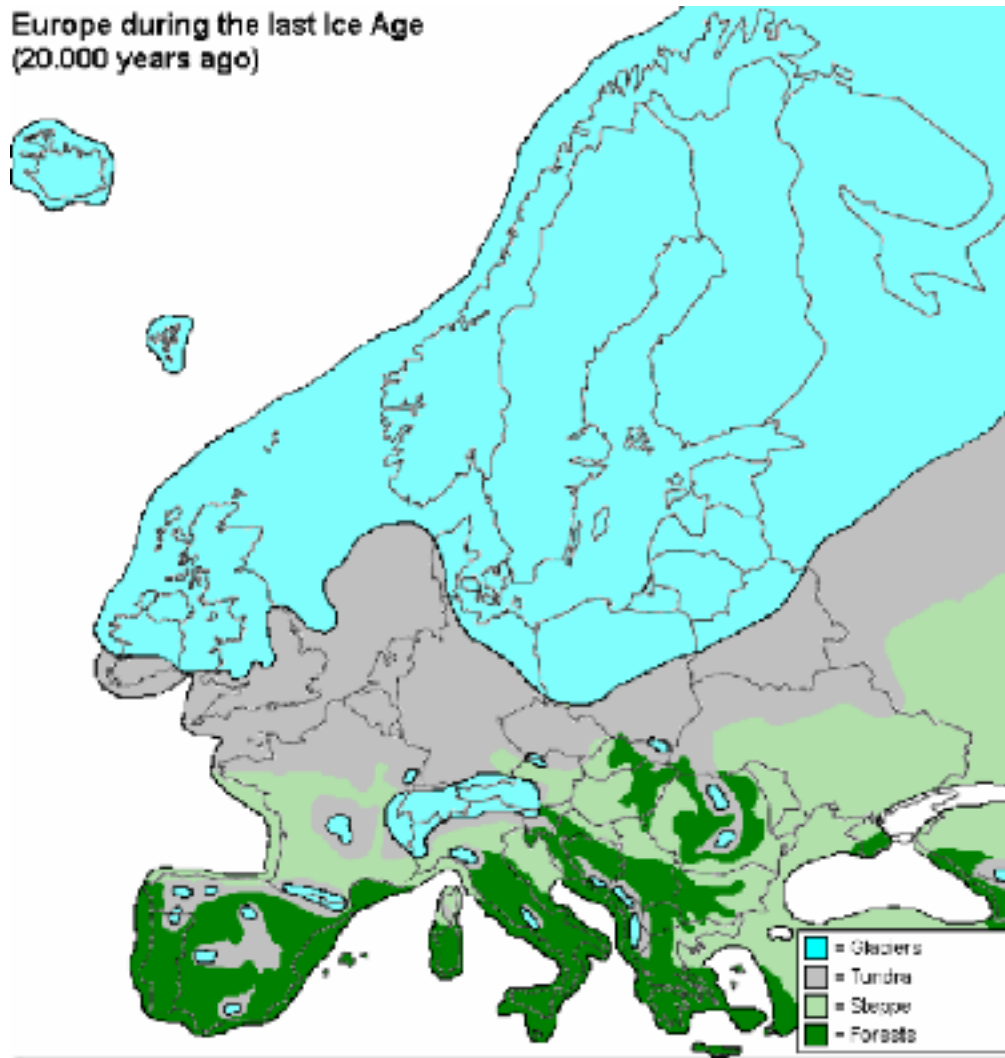 Europe during the last Ice Age
(20.000 years ago)
= Glaciers
= Tundra
= Steppe
= Forests